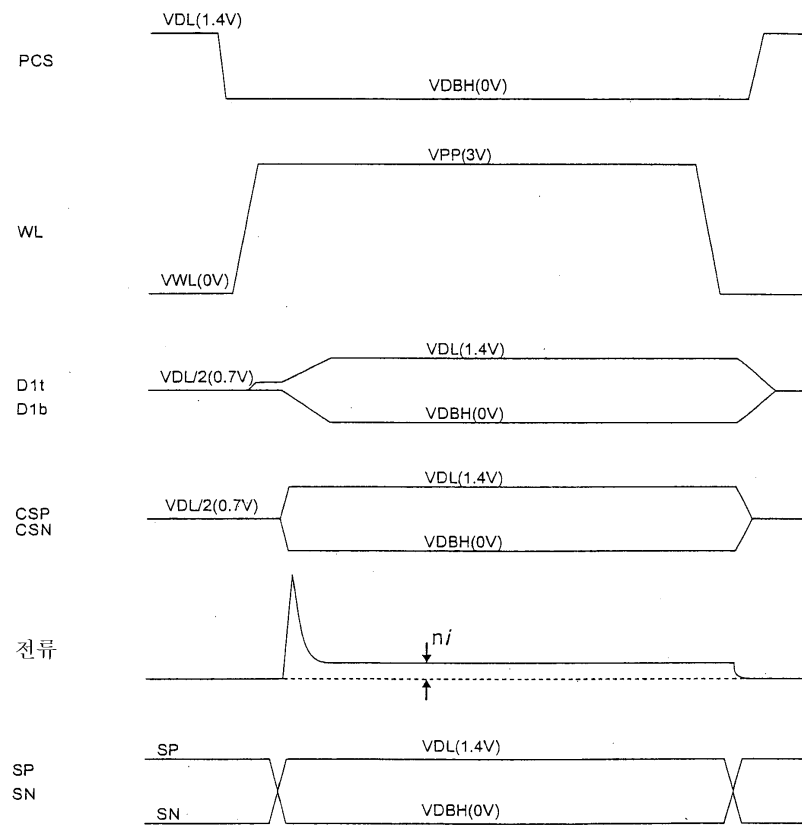 VDL(1.4V)
PCS
VDBH(0V)
VPP(3V)
WL
VWL(0V)
VDL(1.4V)
VDL/2(0.7V)
D1t
D1b
VDBH(0V)
VDL(1.4V)
VDL/2(0.7V)
CSP
CSN
VDBH(0V)
ni
전류
SP
VDL(1.4V)
SP
SN
SN
VDBH(0V)